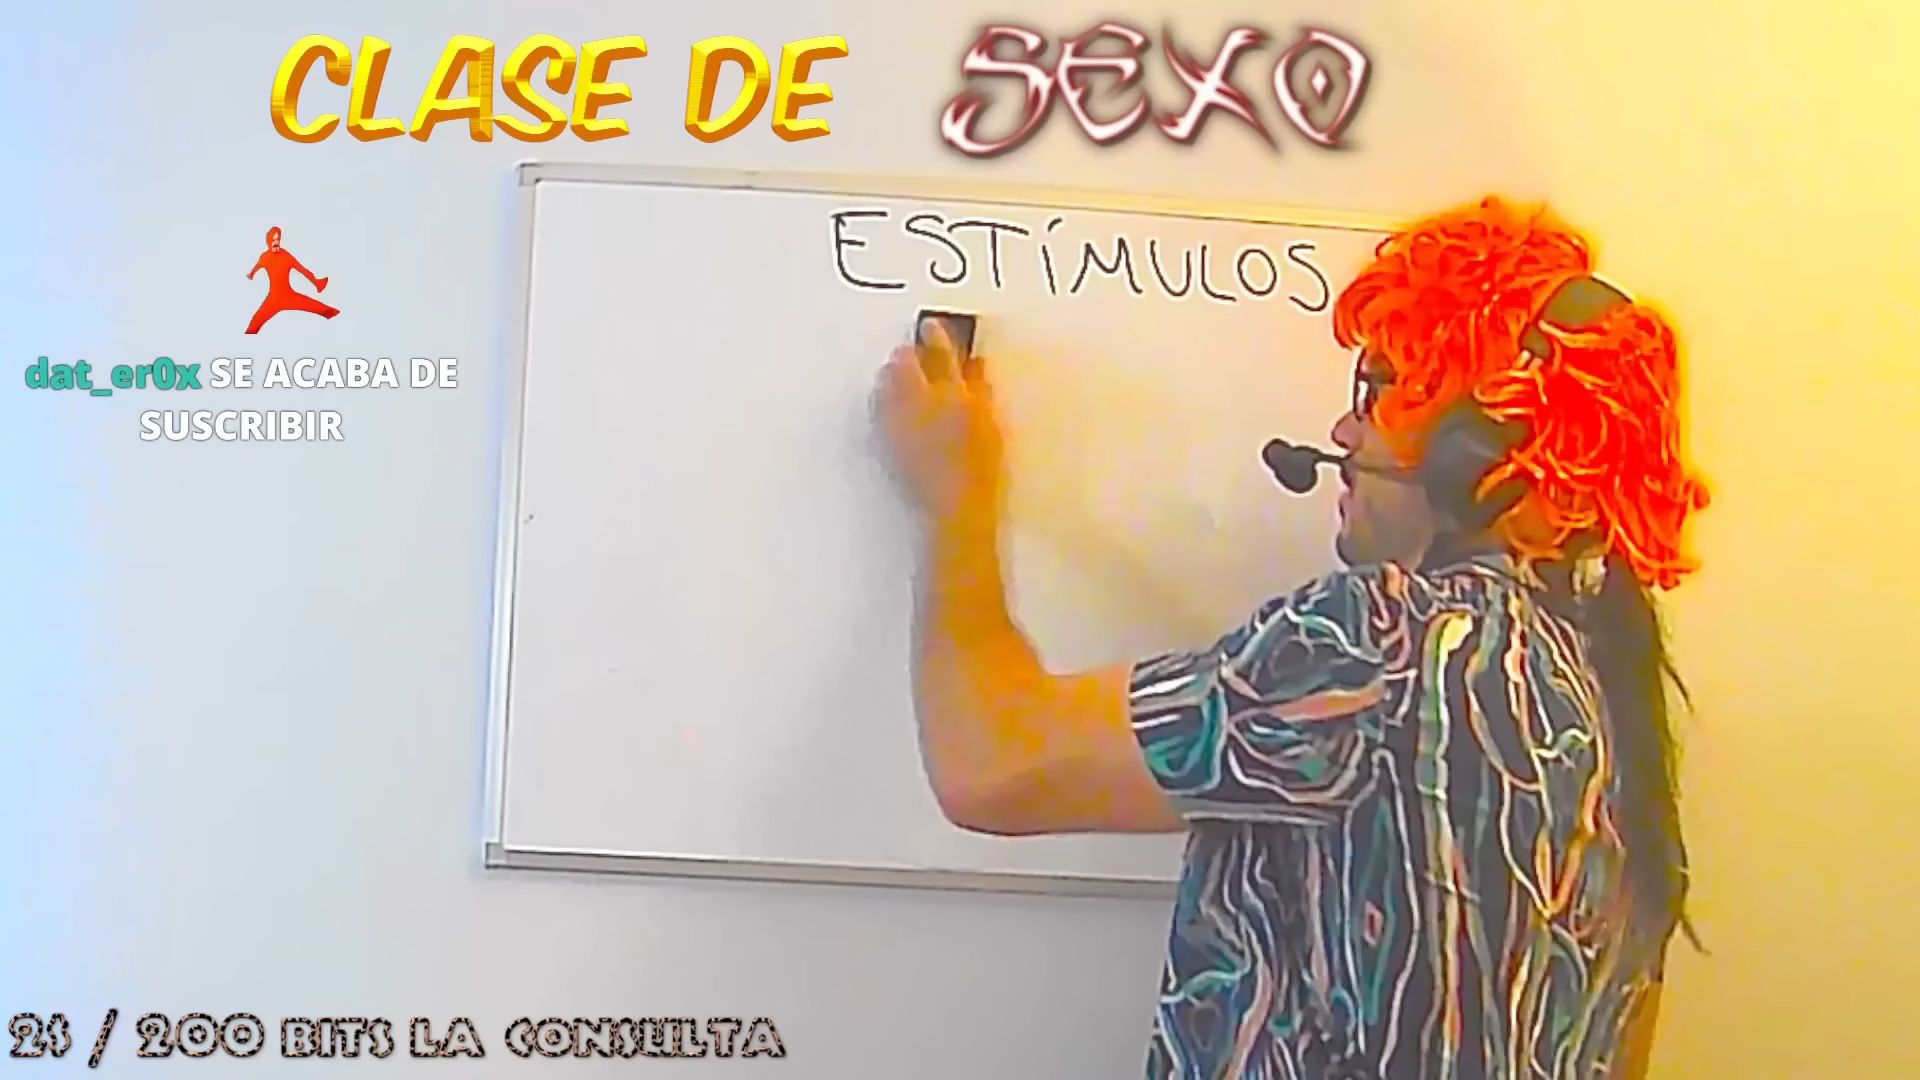 CLASE DE SEXO
ESTÍMULOS
dat_er0x SE ACABA DE
SUSCRIBIR
2$ / 200 BITS LA CONSULTA